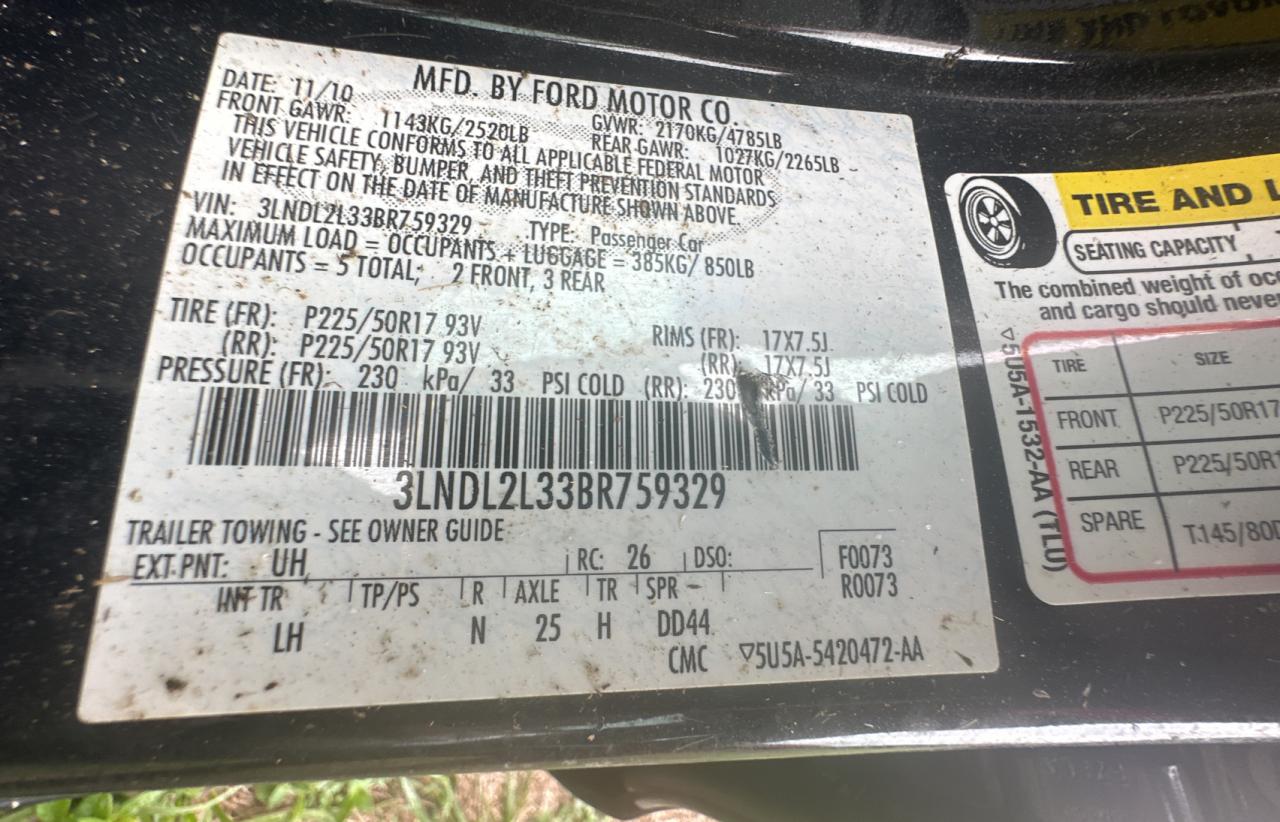 MFD. BY FORD MOTOR CO.
DATE: 11/10 GVWR: 2170KG/4785LB
FRONT GAWR: 1143KG/2520LB REAR GAWR: 1027KG/2265LB
THIS VEHICLE CONFORMS TO ALL APPLICABLE FEDERAL MOTOR
VEHICLE SAFETY, BUMPER, AND THEFT PREVENTION STANDARDS
IN EFFECT ON THE DATE OF MANUFACTURE SHOWN ABOVE.
VIN: 3LNDL2L33BR759329 TYPE: Passenger Car
MAXIMUM LOAD = OCCUPANTS + LUGGAGE = 385KG/ 850LB
OCCUPANTS = 5 TOTAL; 2 FRONT, 3 REAR
TIRE (FR): P225/50R17 93V RIMS (FR): 17X7.5J
(RR): P225/50R17 93V (RR): 17X7.5J
PRESSURE (FR): 230 kPa/ 33 PSI COLD (RR): 230 kPa/ 33 PSI COLD
3LNDL2L33BR759329
TRAILER TOWING - SEE OWNER GUIDE
EXT PNT: UH RC: 26 DSO: F0073
INT TR TP/PS R AXLE TR SPR R0073
LH N 25 H DD44
CMC ▽5U5A-5420472-AA
TIRE AND
SEATING CAPACITY
The combined weight of
and cargo should never
TIRE SIZE
FRONT P225/50R17
REAR P225/50R1
SPARE T145/80D
▽5U5A-1532-AA (TLU)